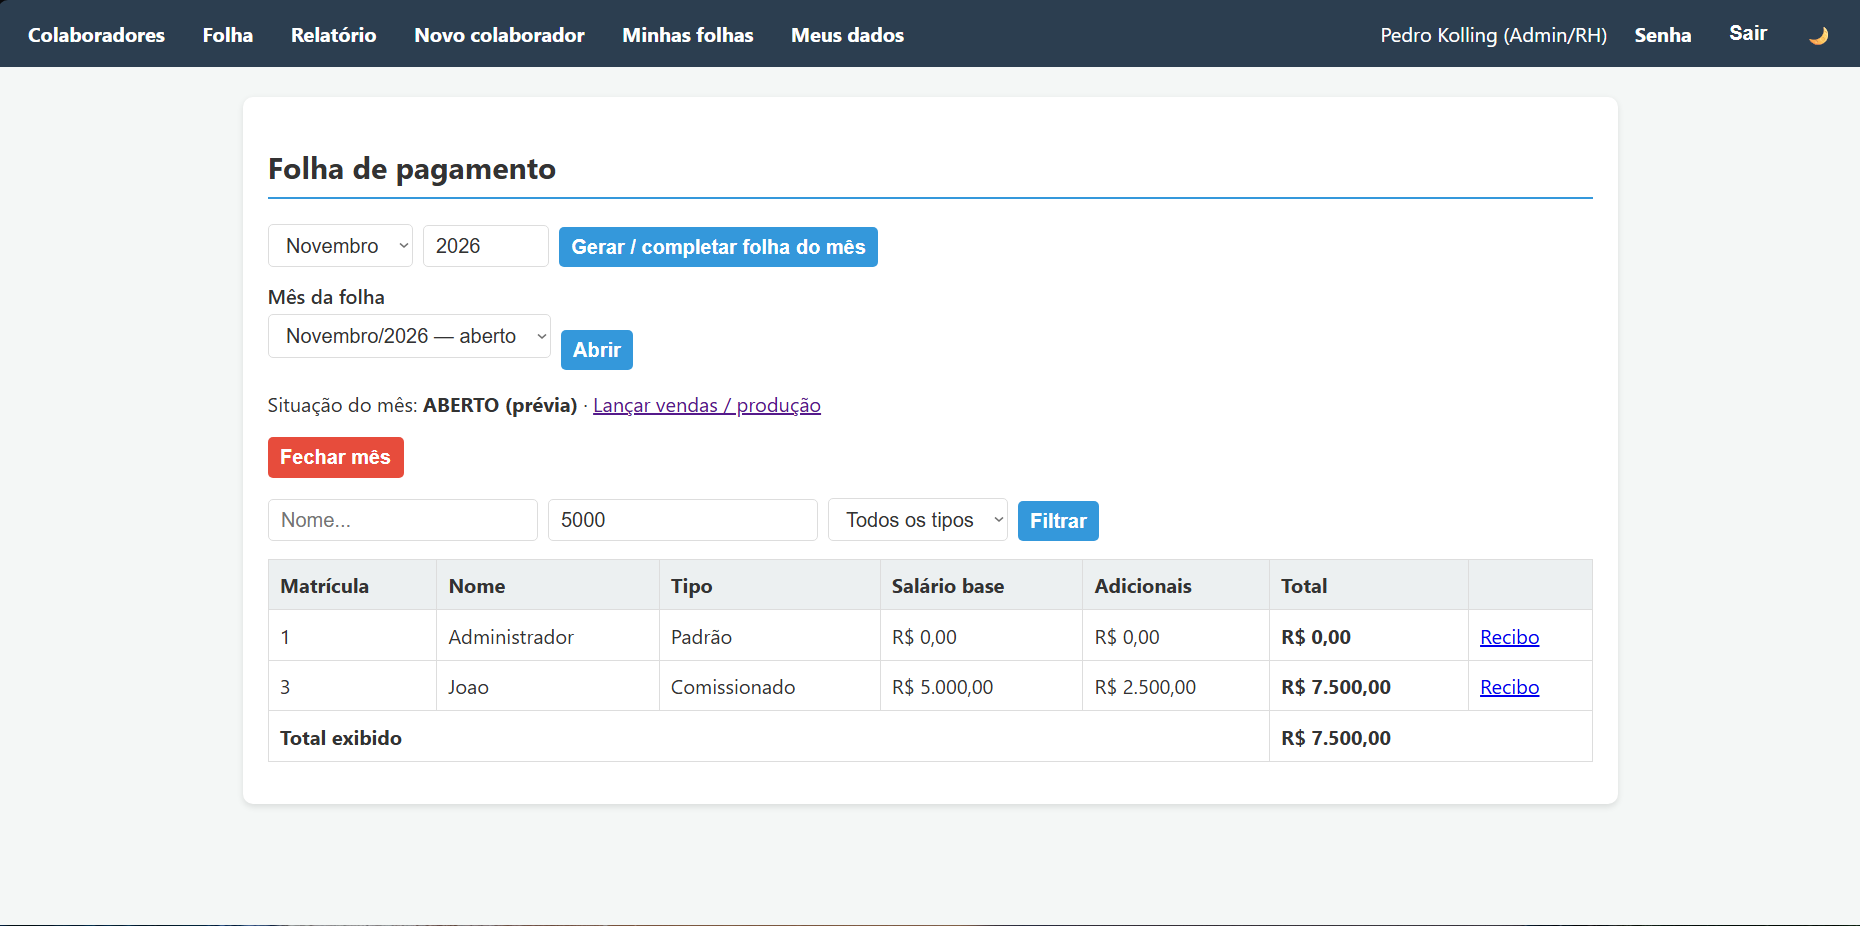 Colaboradores Folha Relatório Novo colaborador Minhas folhas Meus dados Pedro Kolling (Admin/RH) Senha Sair
Folha de pagamento
Novembro 2026 Gerar / completar folha do mês
Mês da folha
Novembro/2026 — aberto Abrir
Situação do mês: ABERTO (prévia) · Lançar vendas / produção
Fechar mês
Nome... 5000 Todos os tipos Filtrar
Matrícula Nome Tipo Salário base Adicionais Total
1 Administrador Padrão R$ 0,00 R$ 0,00 R$ 0,00 Recibo
3 Joao Comissionado R$ 5.000,00 R$ 2.500,00 R$ 7.500,00 Recibo
Total exibido R$ 7.500,00